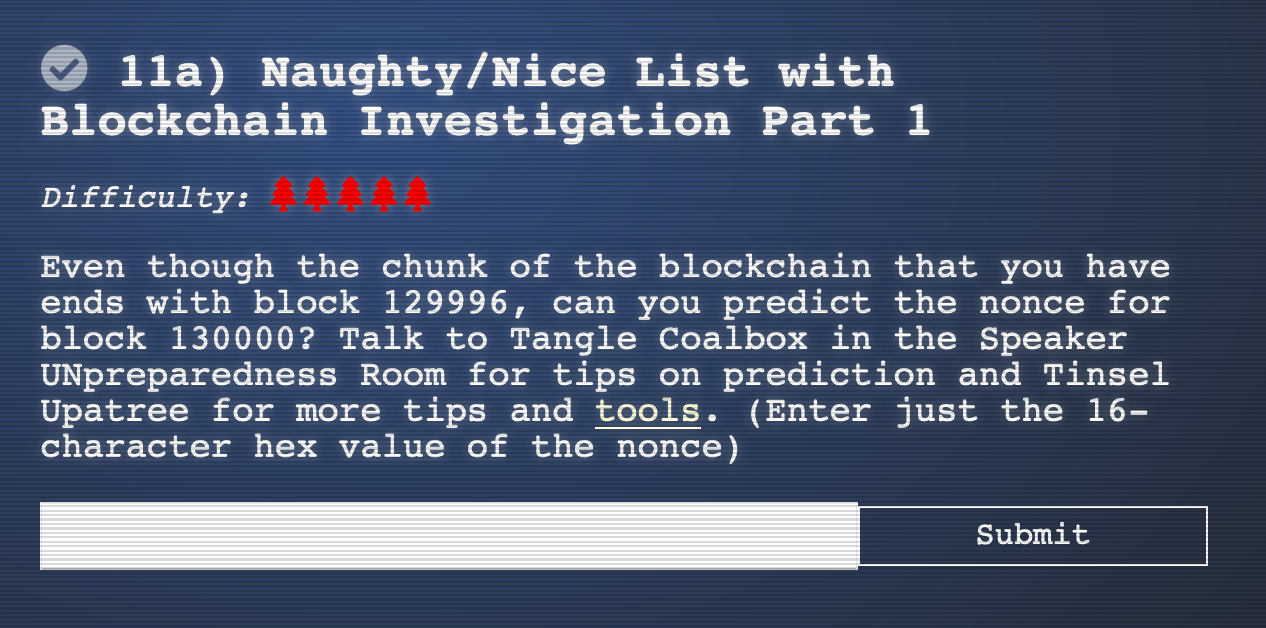 11a) Naughty/Nice List with
Blockchain Investigation Part 1
Difficulty:
Even though the chunk of the blockchain that you have
ends with block 129996, can you predict the nonce for
block 130000? Talk to Tangle Coalbox in the Speaker
UNpreparedness Room for tips on prediction and Tinsel
Upatree for more tips and tools. (Enter just the 16-
character hex value of the nonce)
Submit